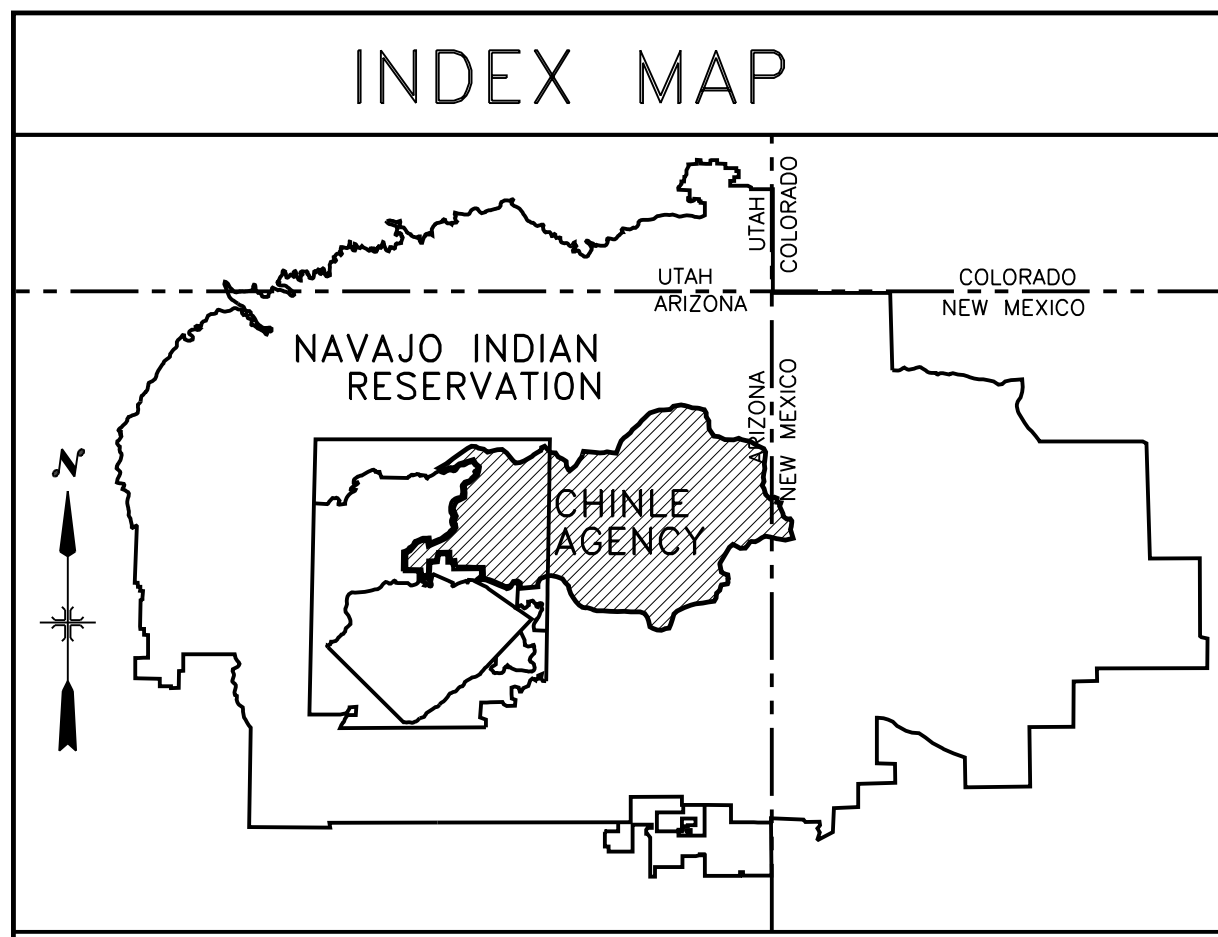 INDEX MAP
UTAH
COLORADO
UTAH
ARIZONA
COLORADO
NEW MEXICO
NAVAJO INDIAN
RESERVATION
ARIZONA
NEW MEXICO
N
CHINLE
AGENCY